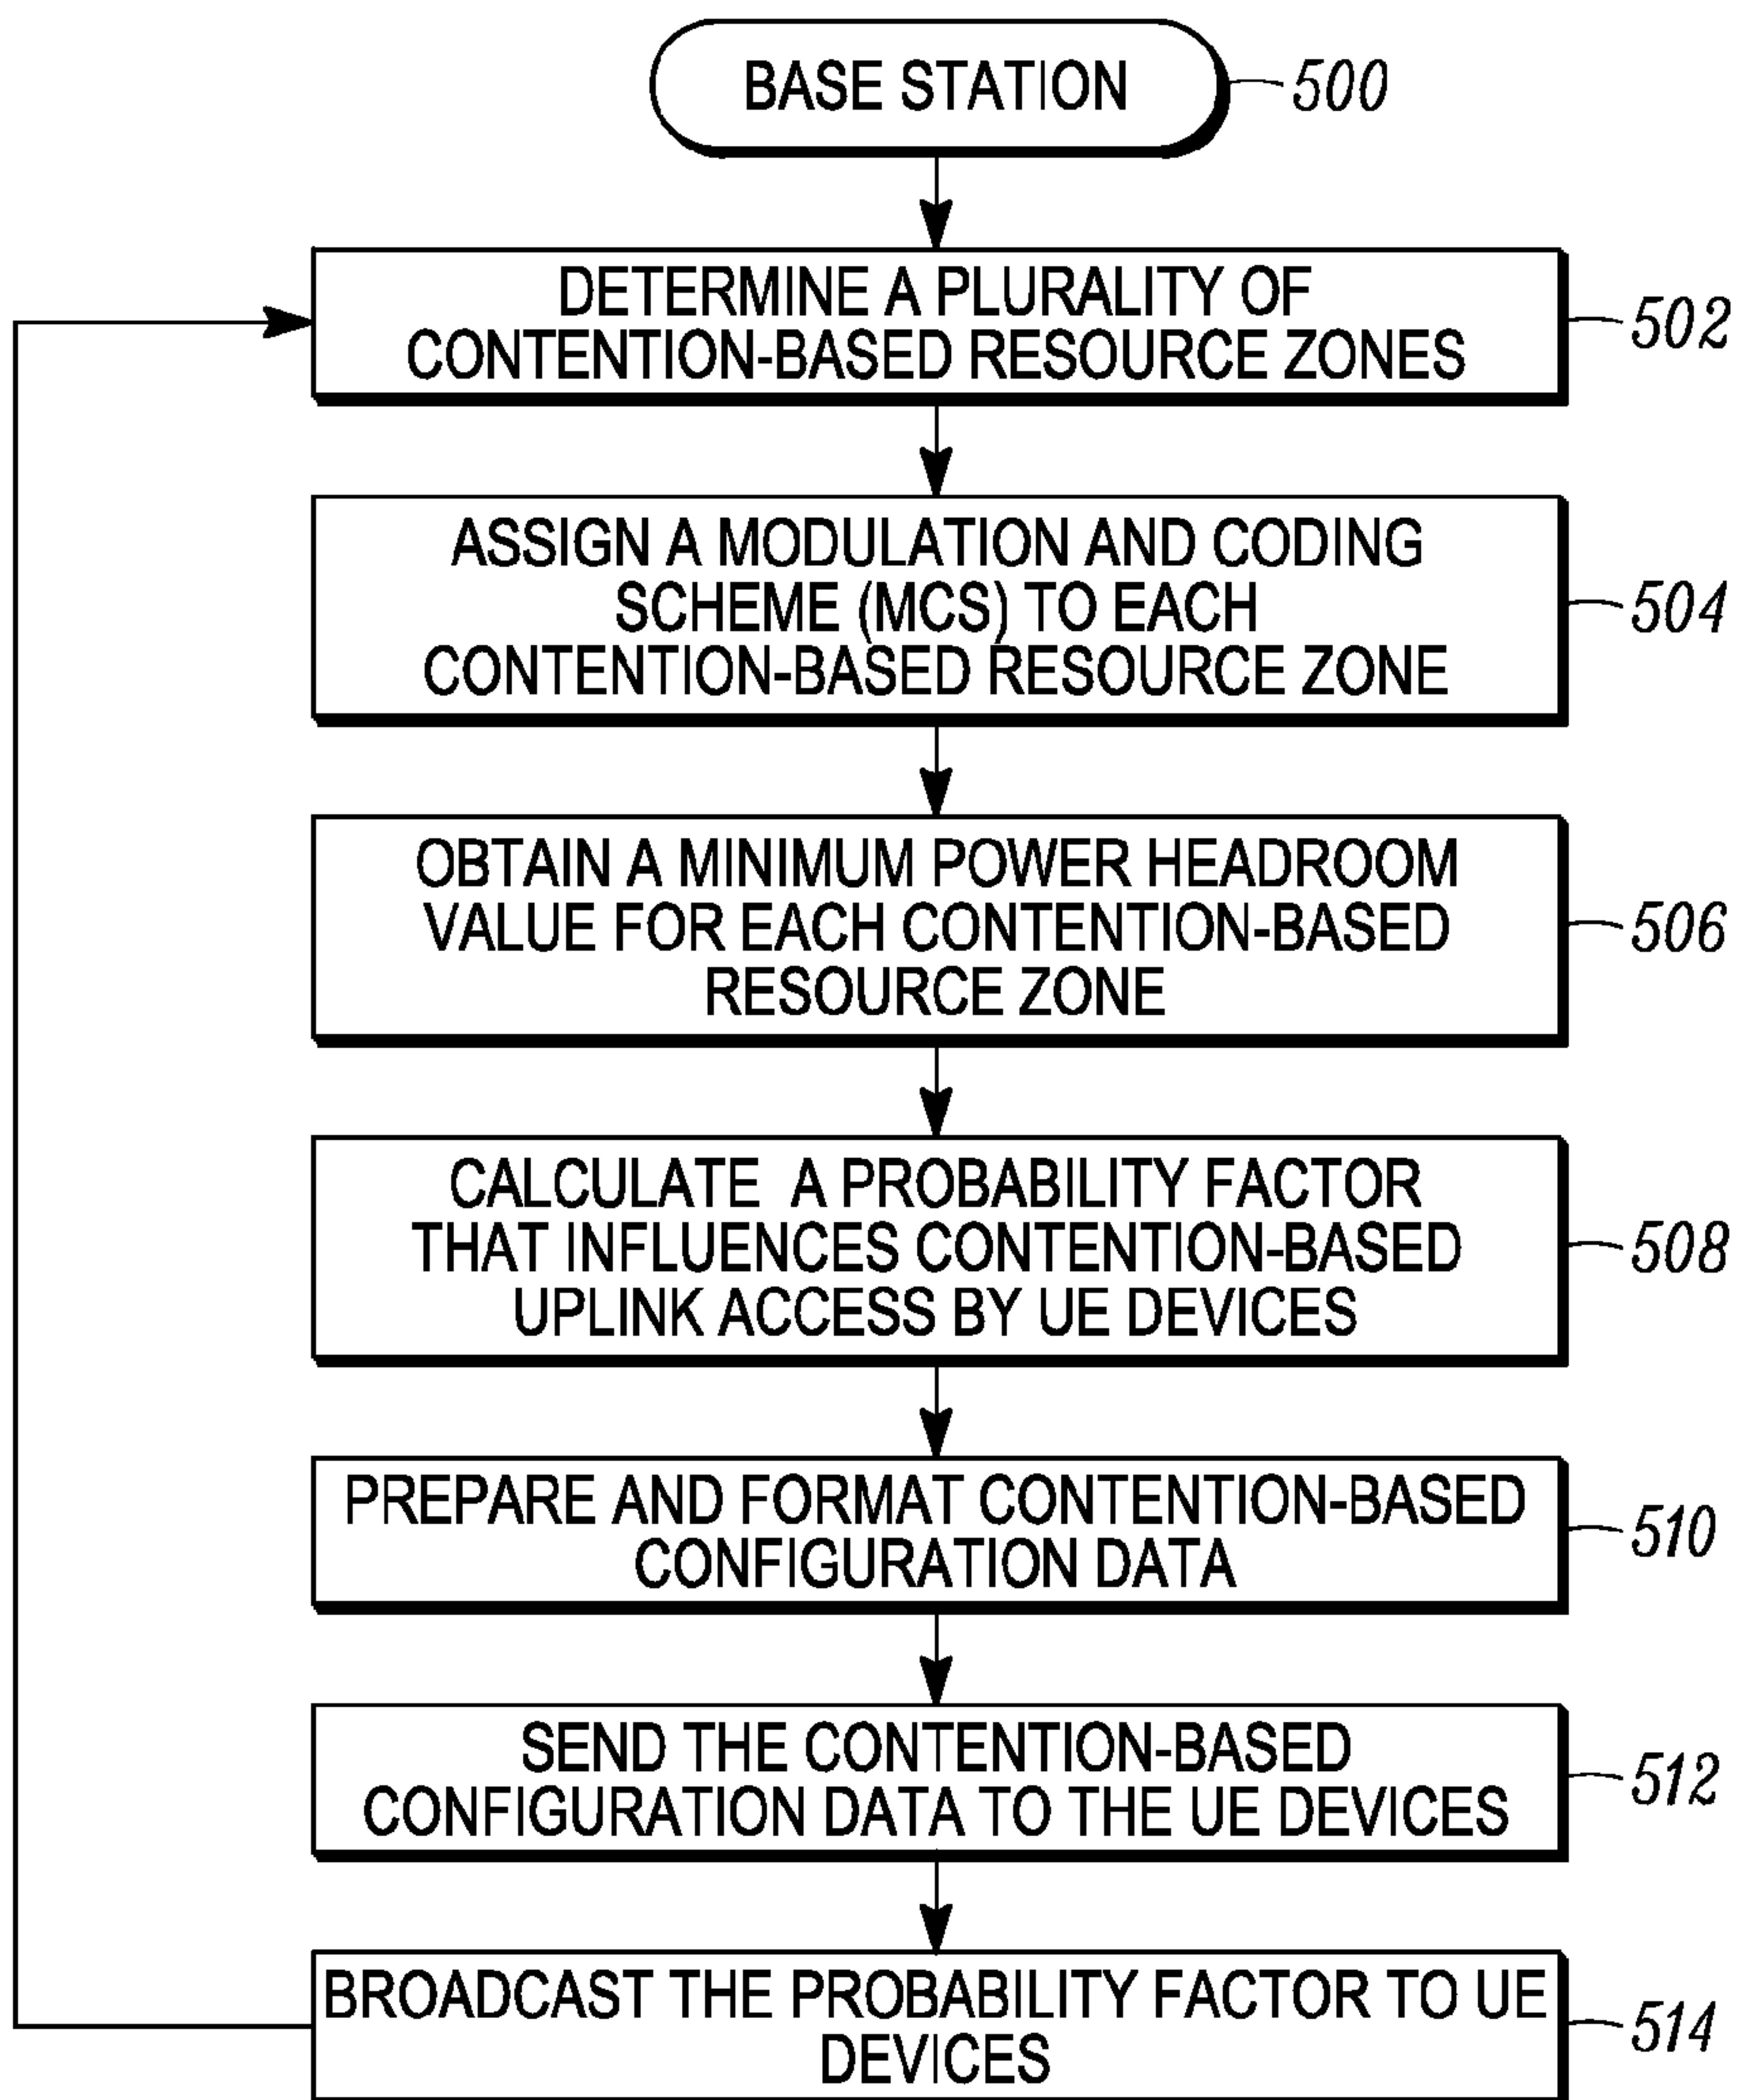 BASE STATION
500
DETERMINE A PLURALITY OF
CONTENTION-BASED RESOURCE ZONES
502
ASSIGN A MODULATION AND CODING
SCHEME (MCS) TO EACH
CONTENTION-BASED RESOURCE ZONE
504
OBTAIN A MINIMUM POWER HEADROOM
VALUE FOR EACH CONTENTION-BASED
RESOURCE ZONE
506
CALCULATE A PROBABILITY FACTOR
THAT INFLUENCES CONTENTION-BASED
UPLINK ACCESS BY UE DEVICES
508
PREPARE AND FORMAT CONTENTION-BASED
CONFIGURATION DATA
510
SEND THE CONTENTION-BASED
CONFIGURATION DATA TO THE UE DEVICES
512
BROADCAST THE PROBABILITY FACTOR TO UE
DEVICES
514